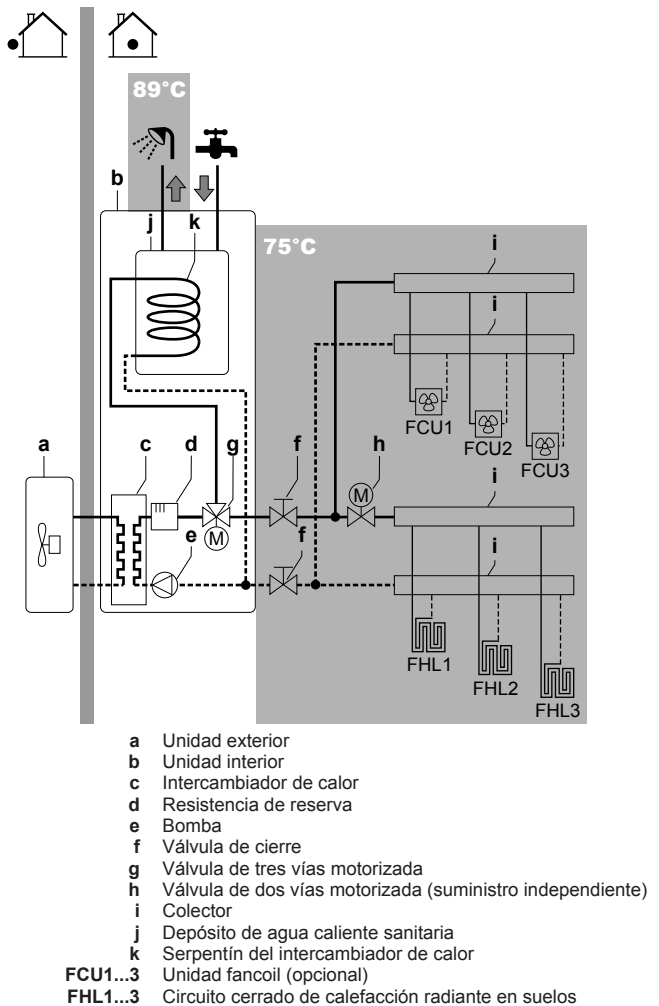 89°C
b
j
k
75°C
i
i
FCU1
FCU2
FCU3
a
c
d
g
f
h
M
i
M
e
f
i
FHL1
FHL2
FHL3
a Unidad exterior
b Unidad interior
c Intercambiador de calor
d Resistencia de reserva
e Bomba
f Válvula de cierre
g Válvula de tres vías motorizada
h Válvula de dos vías motorizada (suministro independiente)
i Colector
j Depósito de agua caliente sanitaria
k Serpentín del intercambiador de calor
FCU1...3 Unidad fancoil (opcional)
FHL1...3 Circuito cerrado de calefacción radiante en suelos